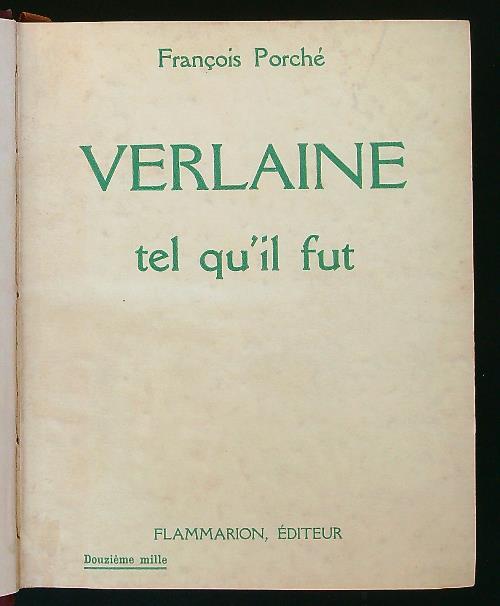 François Porché
VERLAINE
tel qu'il fut
FLAMMARION, ÉDITEUR
Douzième mille